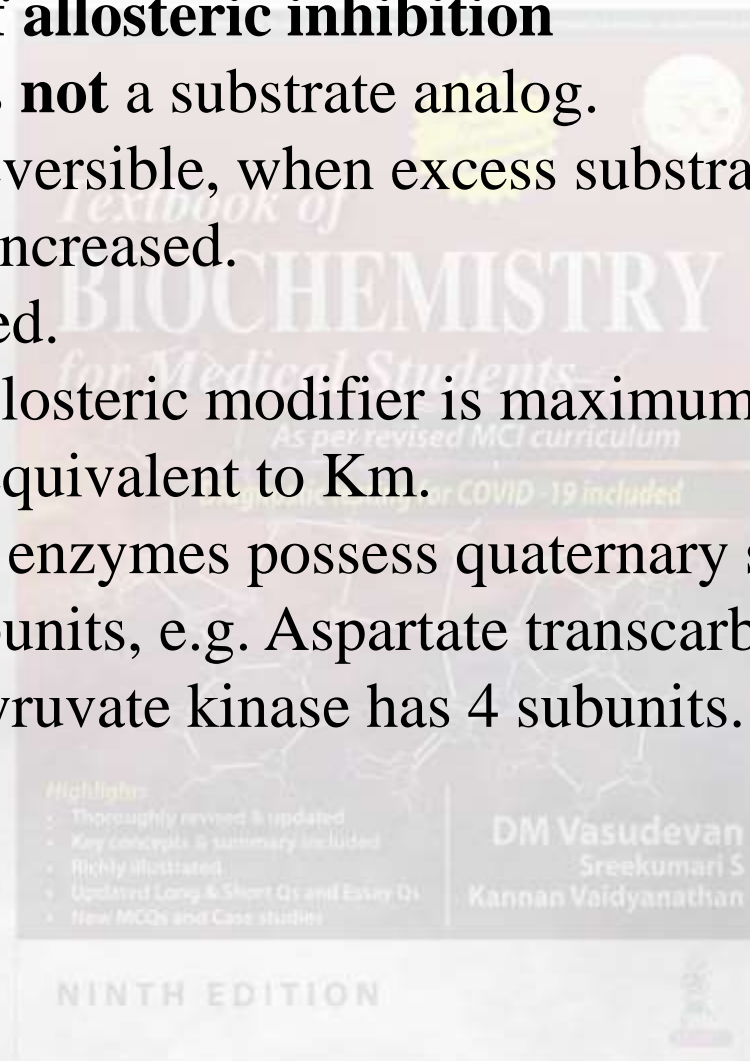 f allosteric inhibition
s not a substrate analog.
eversible, when excess substra
ncreased.
ed.
losteric modifier is maximum
quivalent to Km.
enzymes possess quaternary s
units, e.g. Aspartate transcarb
yruvate kinase has 4 subunits.
Textbook of
BIOCHEMISTRY
for Medical Students
As per revised MCI curriculum
for COVID -19 included
Highlights
• Thoroughly revised & updated
• Key concepts & summary included
• Richly illustrated
• Updated Long & Short Qs and Essay Qs
• New MCQs and Case studies
DM Vasudevan
Sreekumari S
Kannan Vaidyanathan
NINTH EDITION